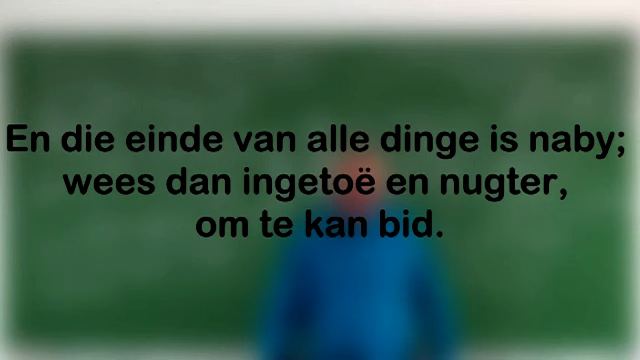 En die einde van alle dinge is naby;
wees dan ingetoë en nugter,
om te kan bid.